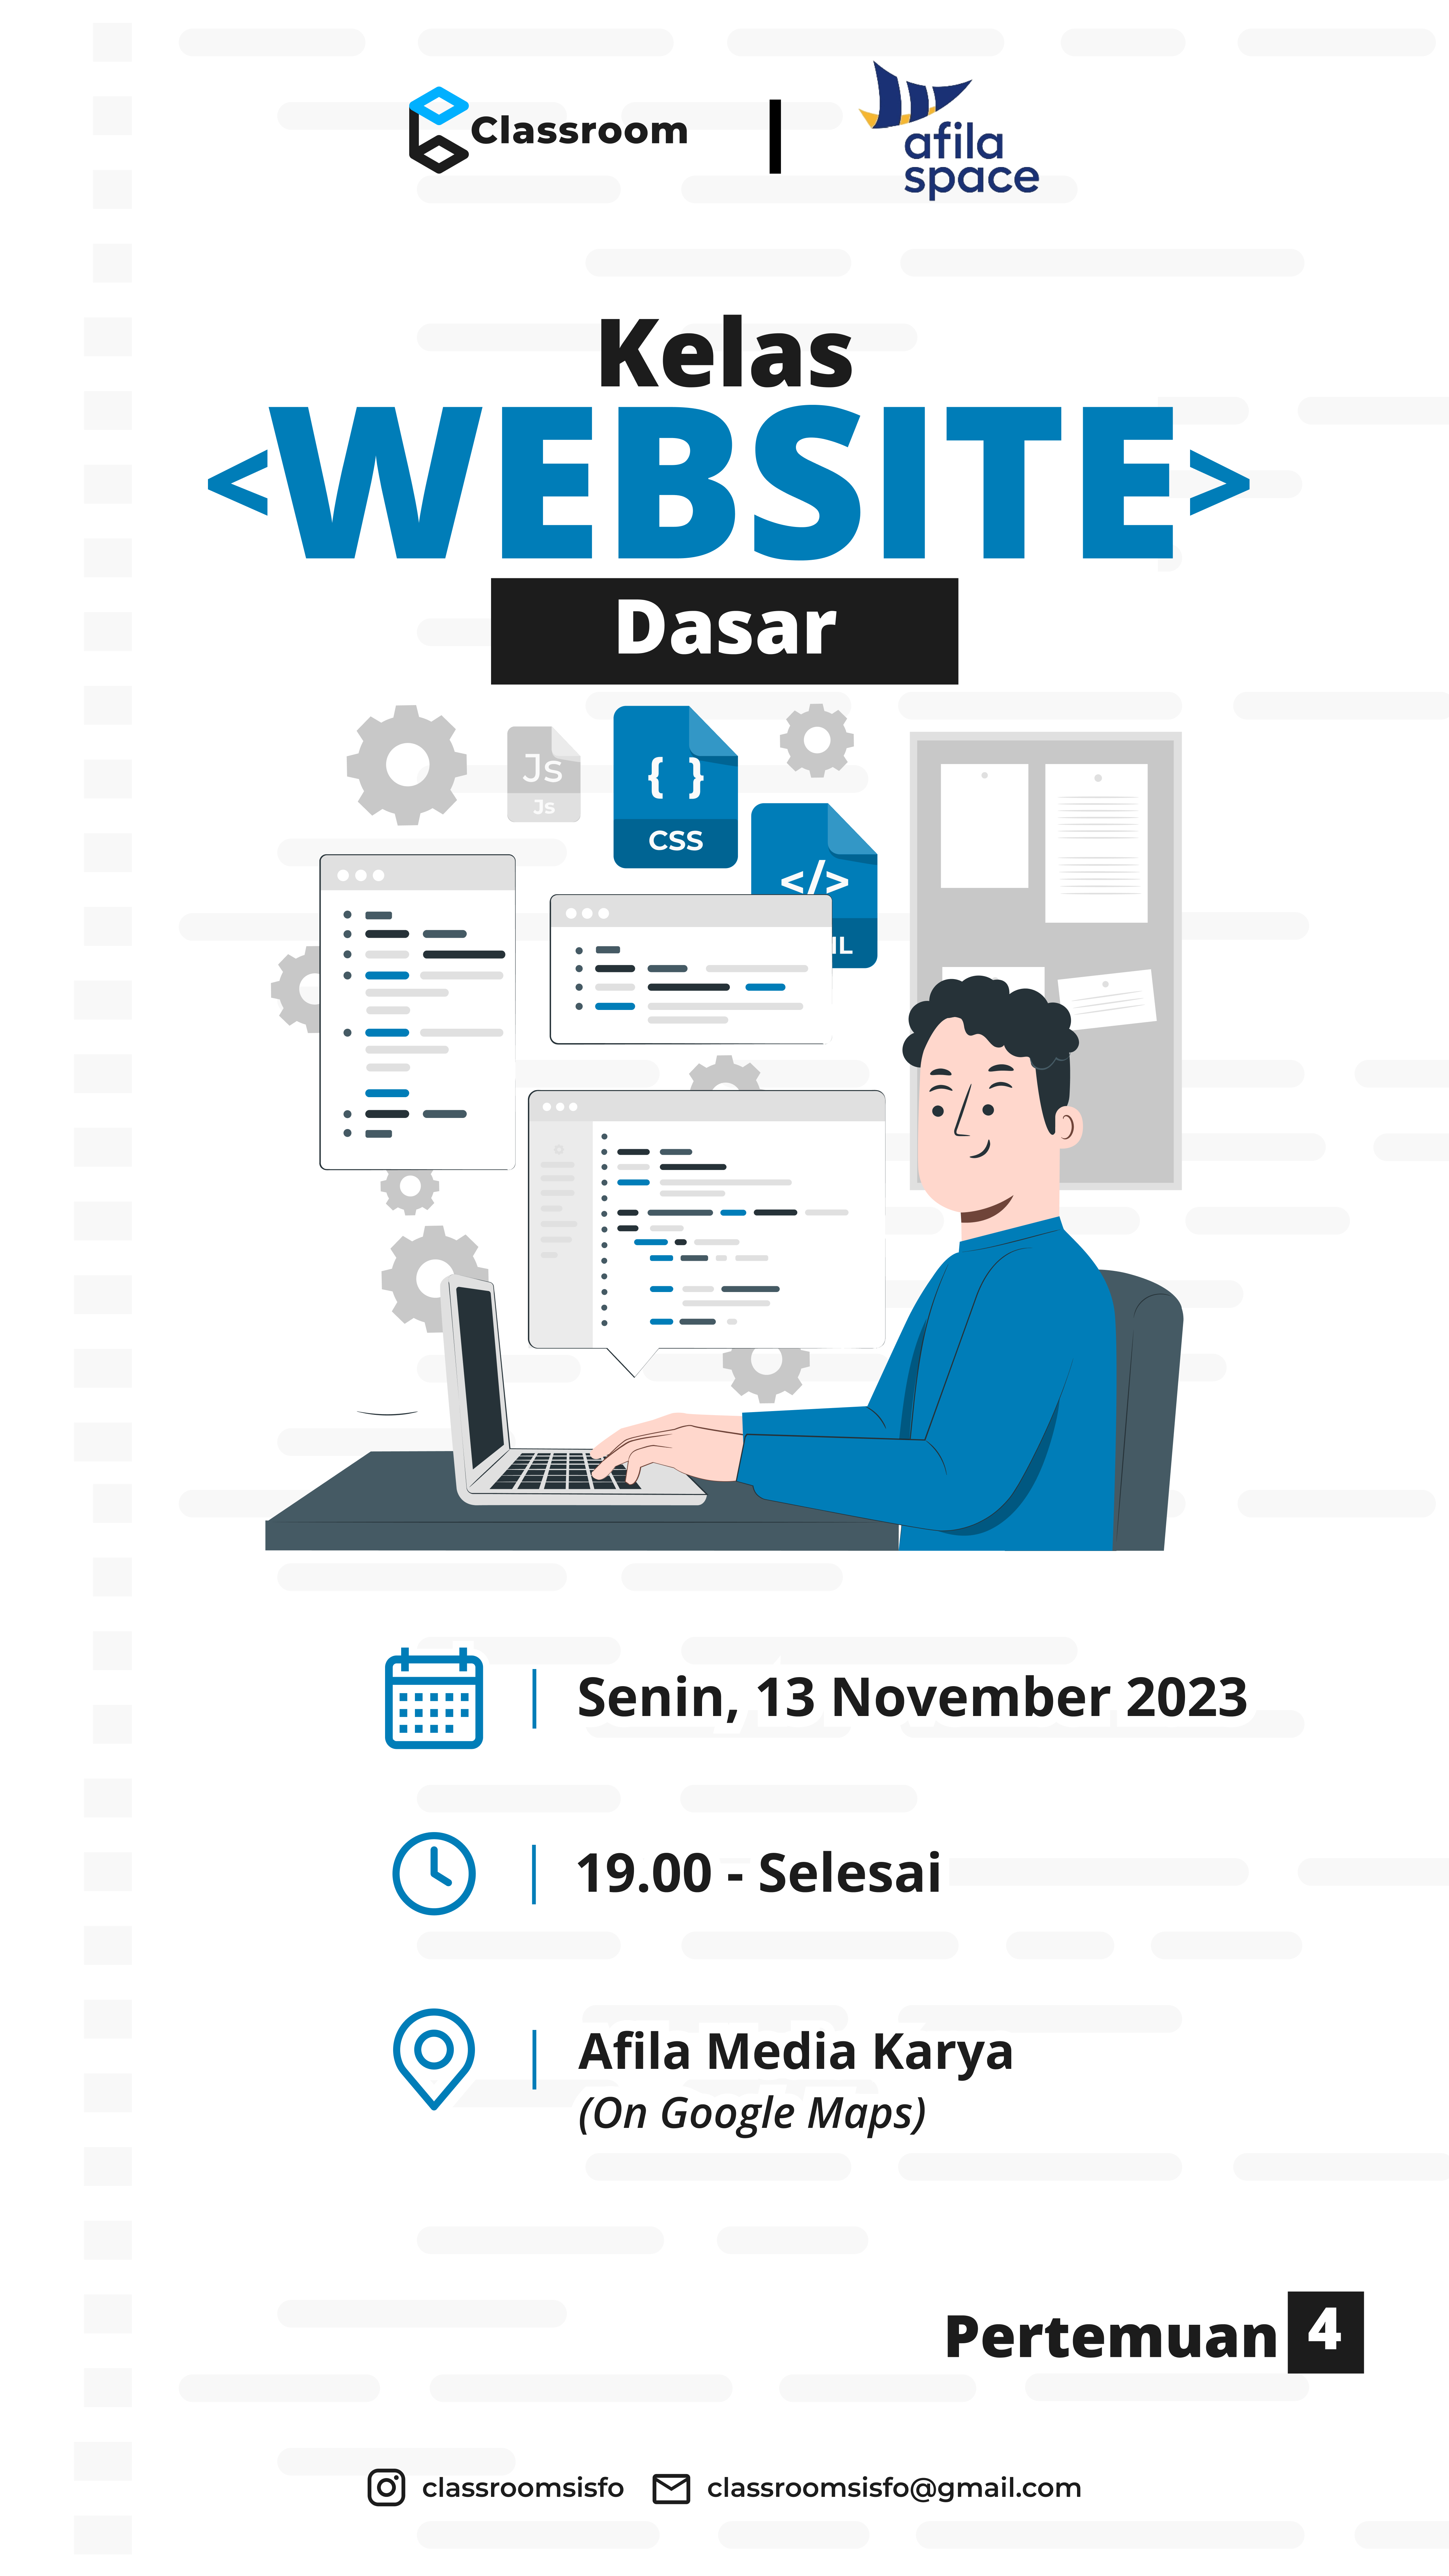 Classroom
afila
space
Kelas
<WEBSITE>
Dasar
Js
Js
{ }
CSS
</>
Senin, 13 November 2023
19.00 - Selesai
Afila Media Karya
(On Google Maps)
Pertemuan 4
classroomsisfo classroomsisfo@gmail.com